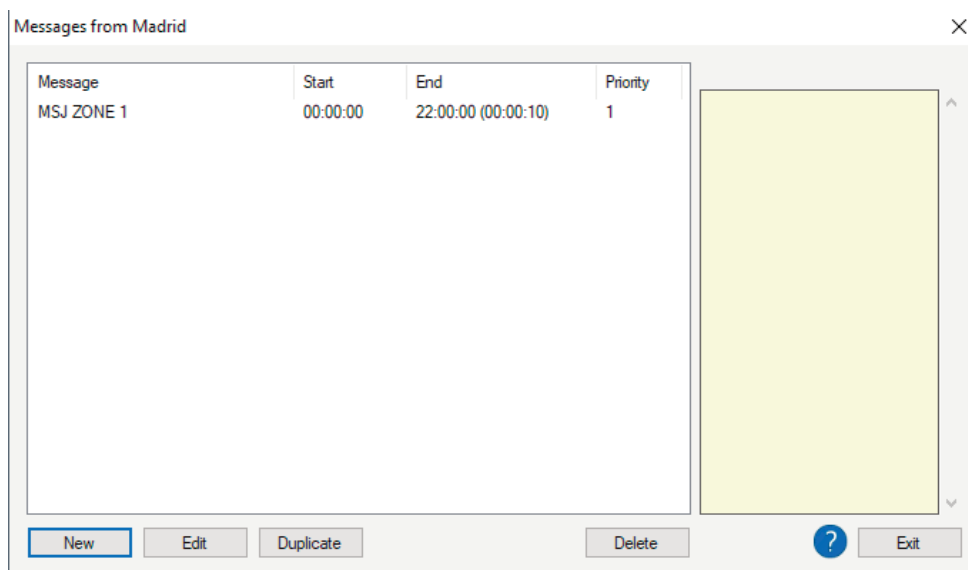 Messages from Madrid
Message Start End Priority
MSJ ZONE 1 00:00:00 22:00:00 (00:00:10) 1
New Edit Duplicate Delete ? Exit